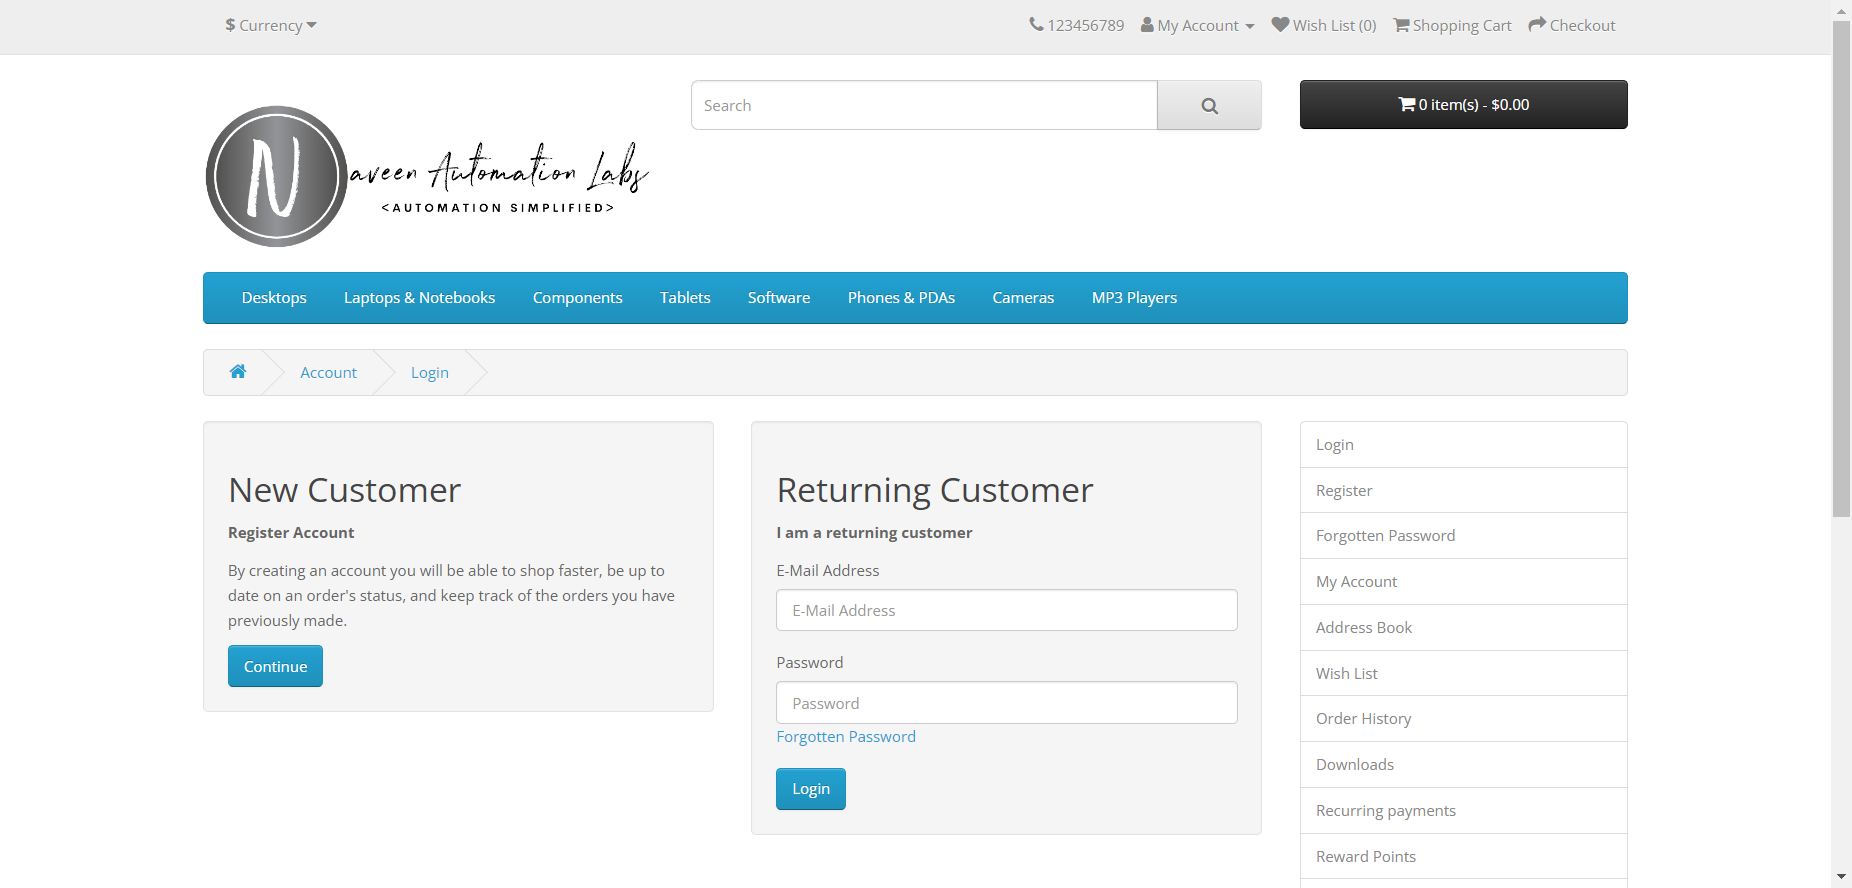 $ Currency
123456789 My Account Wish List (0) Shopping Cart Checkout
Search
0 item(s) - $0.00
Naveen Automation Labs
<AUTOMATION SIMPLIFIED>
Desktops Laptops & Notebooks Components Tablets Software Phones & PDAs Cameras MP3 Players
Account Login
New Customer
Register Account
By creating an account you will be able to shop faster, be up to
date on an order's status, and keep track of the orders you have
previously made.
Continue
Returning Customer
I am a returning customer
E-Mail Address
E-Mail Address
Password
Password
Forgotten Password
Login
Login
Register
Forgotten Password
My Account
Address Book
Wish List
Order History
Downloads
Recurring payments
Reward Points